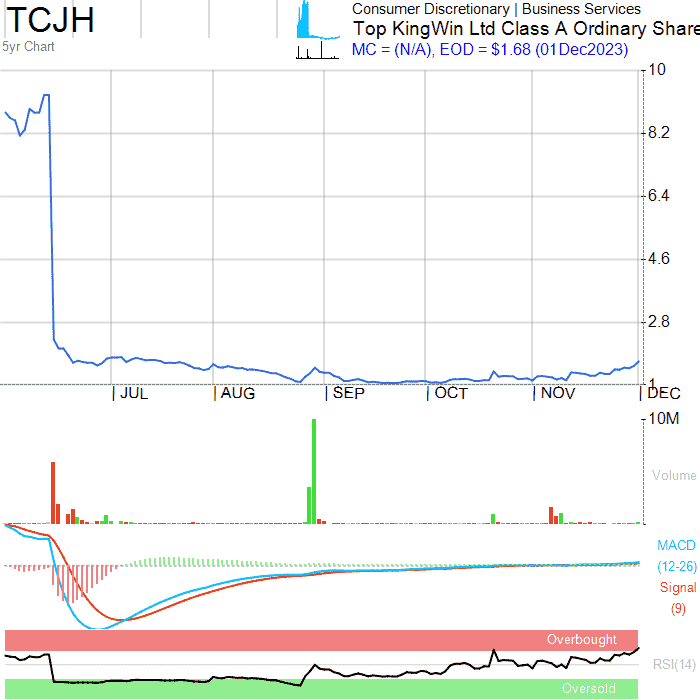 TCJH
5yr Chart
Consumer Discretionary | Business Services
Top KingWin Ltd Class A Ordinary Share
MC = (N/A), EOD = $1.68 (01Dec2023)
10
8.2
6.4
4.6
2.8
1
JUL AUG SEP OCT NOV DEC
10M
Volume
MACD
(12-26)
Signal
(9)
Overbought
RSI(14)
Oversold